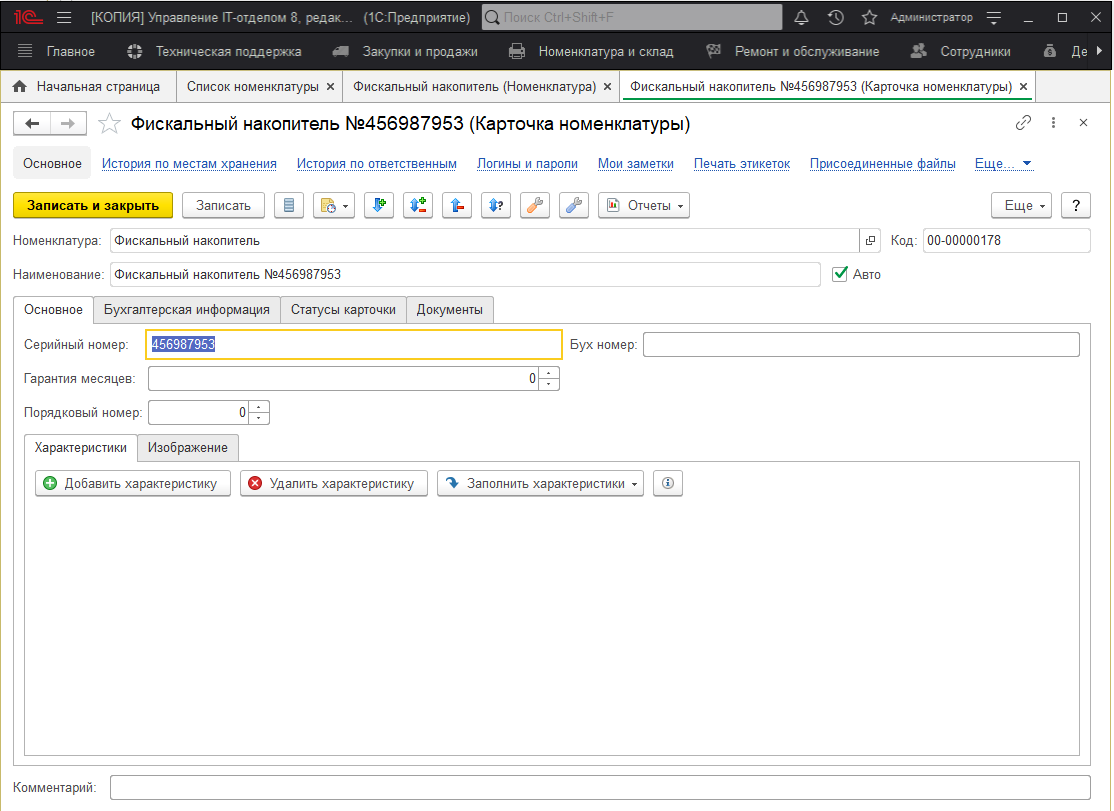 1С [КОПИЯ] Управление IT-отделом 8, редак... (1С:Предприятие) Поиск Ctrl+Shift+F Администратор
Главное Техническая поддержка Закупки и продажи Номенклатура и склад Ремонт и обслуживание Сотрудники Де
Начальная страница Список номенклатуры × Фискальный накопитель (Номенклатура) × Фискальный накопитель №456987953 (Карточка номенклатуры) ×
Фискальный накопитель №456987953 (Карточка номенклатуры)
Основное История по местам хранения История по ответственным Логины и пароли Мои заметки Печать этикеток Присоединенные файлы Еще...
Записать и закрыть Записать Отчеты Еще ?
Номенклатура: Фискальный накопитель Код: 00-00000178
Наименование: Фискальный накопитель №456987953 Авто
Основное Бухгалтерская информация Статусы карточки Документы
Серийный номер: 456987953 Бух номер:
Гарантия месяцев: 0
Порядковый номер: 0
Характеристики Изображение
Добавить характеристику Удалить характеристику Заполнить характеристики
Комментарий: